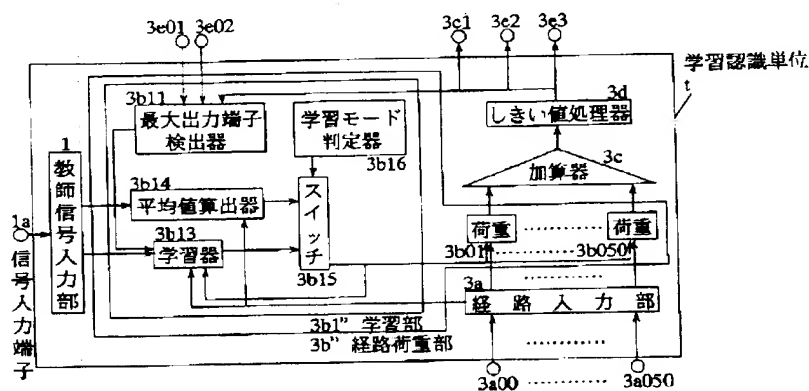 3e01 3e02 3c1 3e2 3e3
学習認識単位
t
3b11
最大出力端子
検出器
学習モード
判定器
3b16
3d
しきい値処理器
3c
加算器
1
教師信号入力部
1a
信号入力端子
3b14
平均値算出器
3b13
学習器
スイッチ
3b15
荷重 荷重
3b01 3b050
3a
経路入力部
3b1" 学習部
3b" 経路荷重部
3a00 3a050